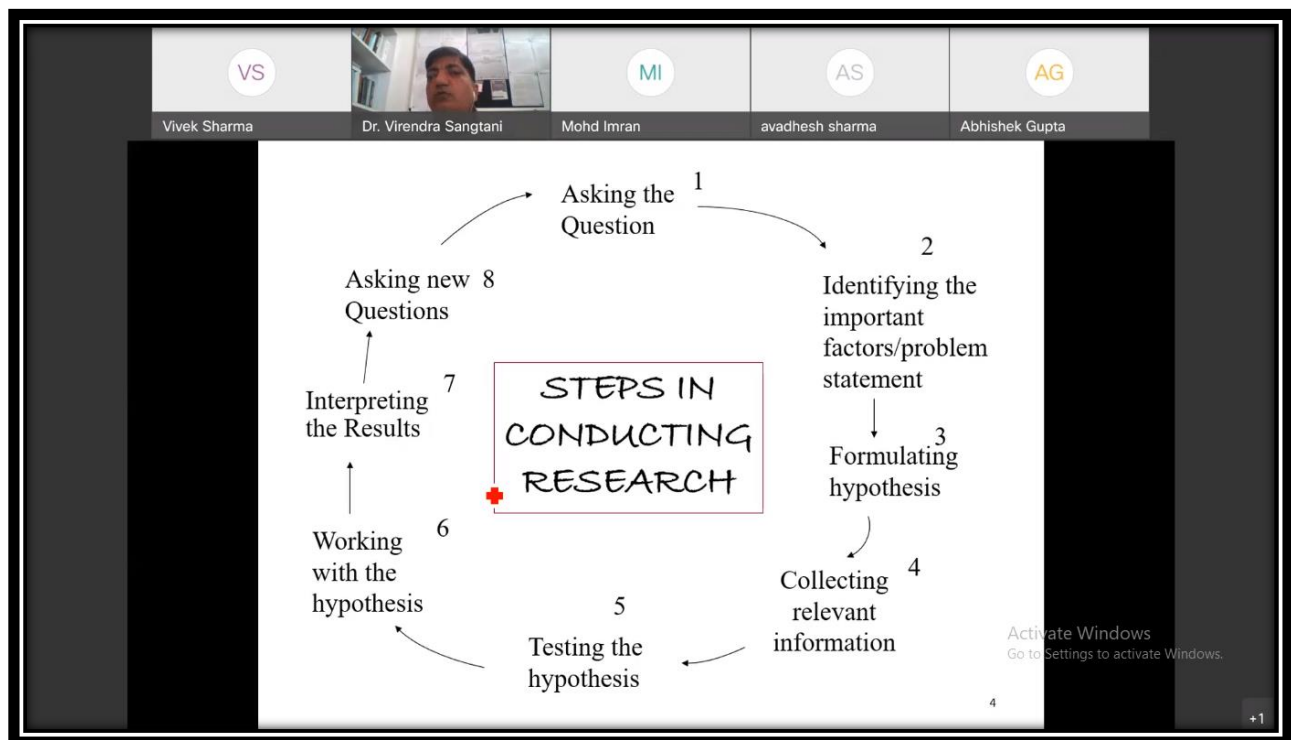 VS
MI
AS
AG
Vivek Sharma
Dr. Virendra Sangtani
Mohd Imran
avadhesh sharma
Abhishek Gupta
Asking the 1
Question
2
Identifying the
important
factors/problem
statement
3
Formulating
hypothesis
Collecting 4
relevant
information
5
Testing the
hypothesis
6
Working
with the
hypothesis
7
Interpreting
the Results
Asking new 8
Questions
STEPS IN
CONDUCTING
RESEARCH
Activate Windows
Go to Settings to activate Windows.
4
+1